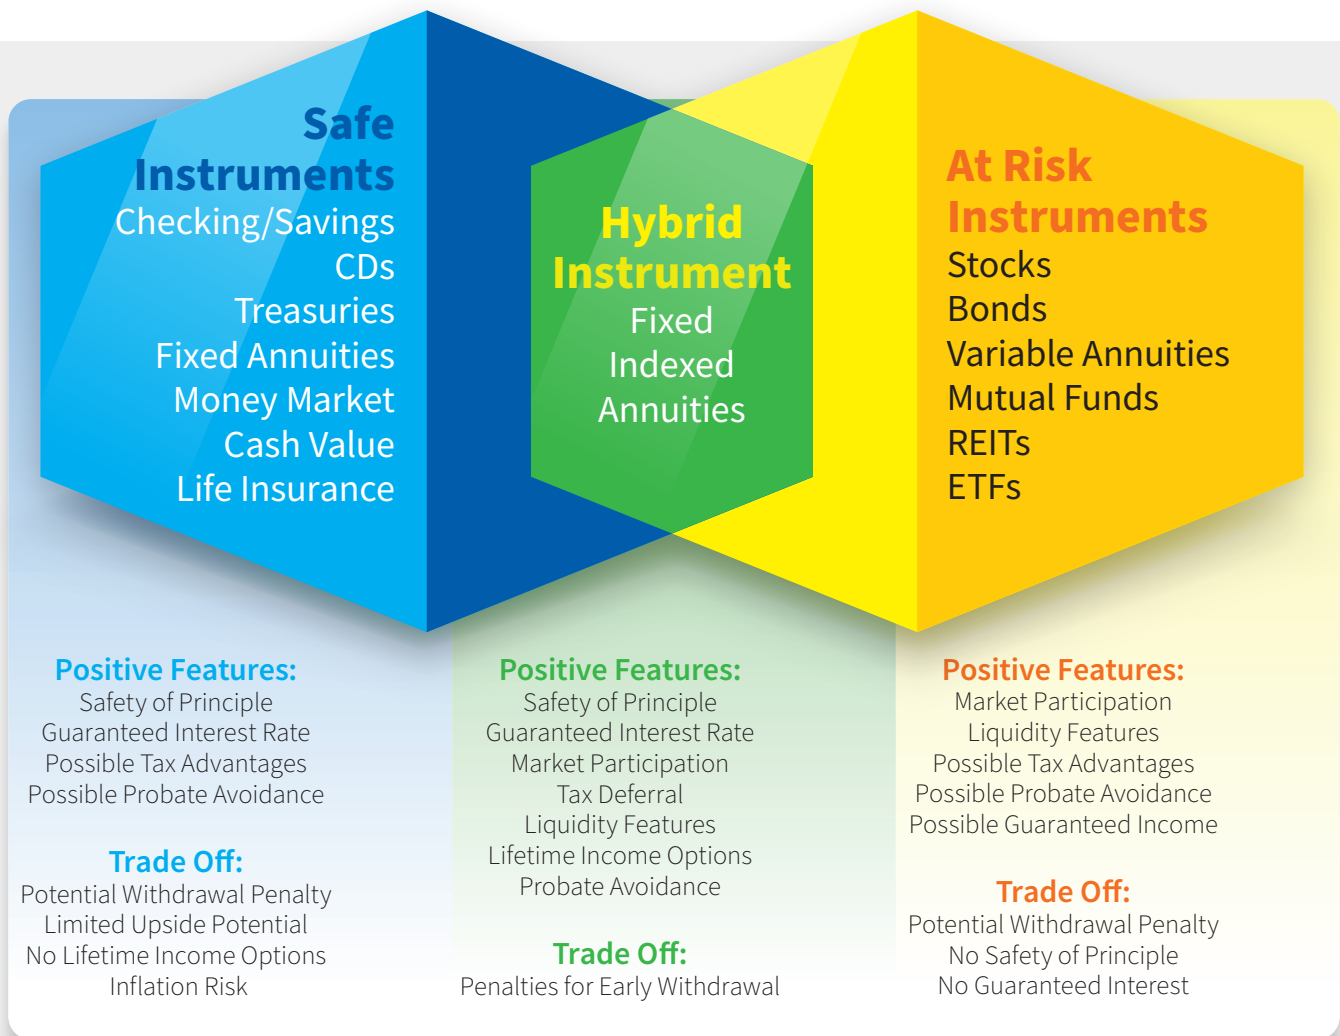 Safe
Instruments
Checking/Savings
CDs
Treasuries
Fixed Annuities
Money Market
Cash Value
Life Insurance
Hybrid
Instrument
Fixed
Indexed
Annuities
At Risk
Instruments
Stocks
Bonds
Variable Annuities
Mutual Funds
REITs
ETFs
Positive Features:
Safety of Principle
Guaranteed Interest Rate
Possible Tax Advantages
Possible Probate Avoidance
Trade Off:
Potential Withdrawal Penalty
Limited Upside Potential
No Lifetime Income Options
Inflation Risk
Positive Features:
Safety of Principle
Guaranteed Interest Rate
Market Participation
Tax Deferral
Liquidity Features
Lifetime Income Options
Probate Avoidance
Trade Off:
Penalties for Early Withdrawal
Positive Features:
Market Participation
Liquidity Features
Possible Tax Advantages
Possible Probate Avoidance
Possible Guaranteed Income
Trade Off:
Potential Withdrawal Penalty
No Safety of Principle
No Guaranteed Interest